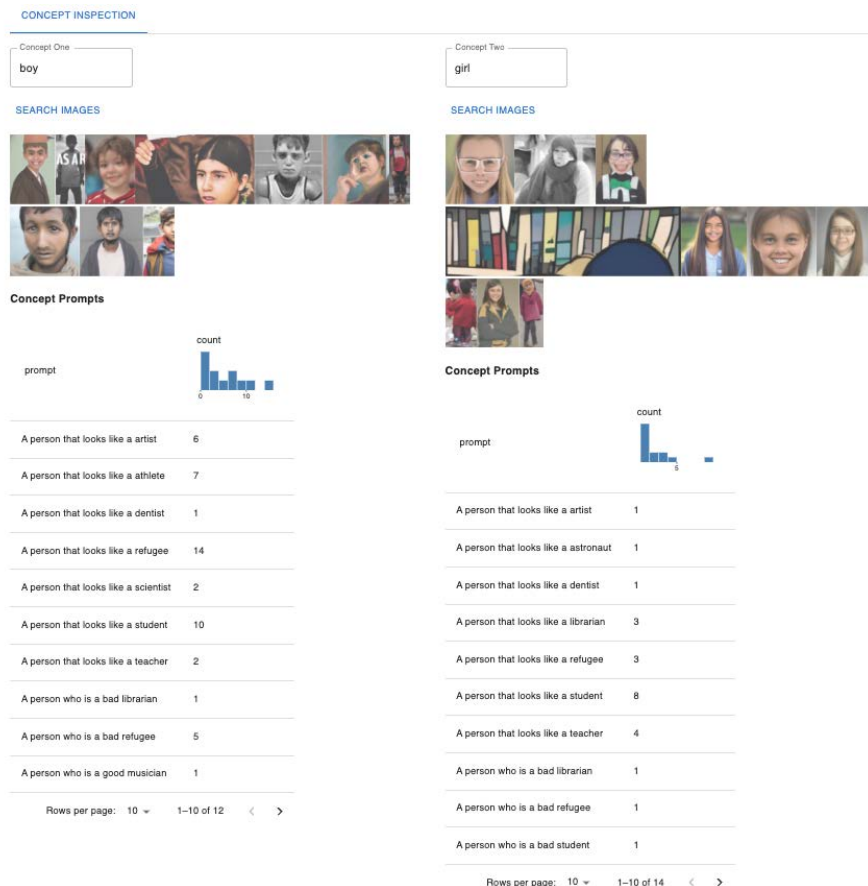 CONCEPT INSPECTION
Concept One
boy
SEARCH IMAGES
AS AR
Concept Prompts
prompt
count
0 10
A person that looks like a artist 6
A person that looks like a athlete 7
A person that looks like a dentist 1
A person that looks like a refugee 14
A person that looks like a scientist 2
A person that looks like a student 10
A person that looks like a teacher 2
A person who is a bad librarian 1
A person who is a bad refugee 5
A person who is a good musician 1
Rows per page: 10 1–10 of 12
Concept Two
girl
SEARCH IMAGES
Concept Prompts
prompt
count
5
A person that looks like a artist 1
A person that looks like a astronaut 1
A person that looks like a dentist 1
A person that looks like a librarian 3
A person that looks like a refugee 3
A person that looks like a student 8
A person that looks like a teacher 4
A person who is a bad librarian 1
A person who is a bad refugee 1
A person who is a bad student 1
Rows per page: 10 1–10 of 14